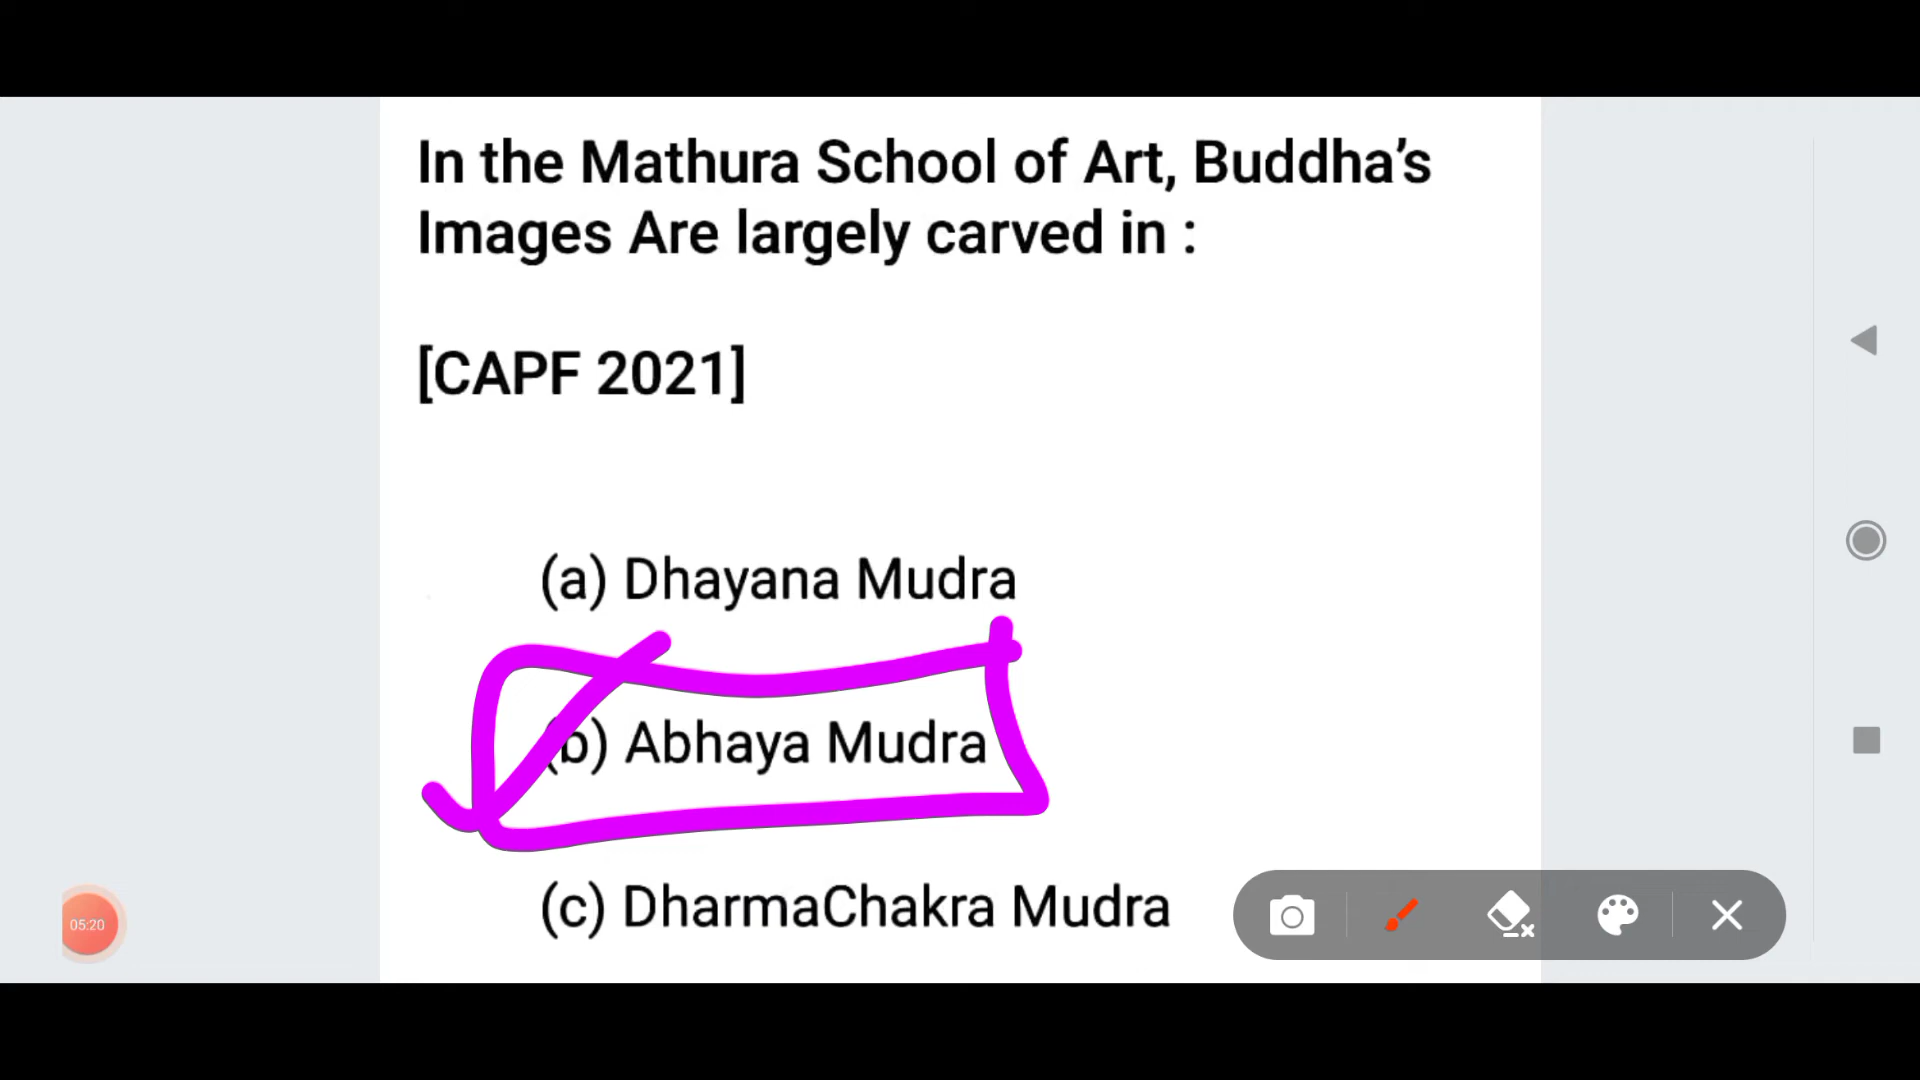 In the Mathura School of Art, Buddha’s
Images Are largely carved in :
[CAPF 2021]
(a) Dhayana Mudra
(b) Abhaya Mudra
(c) DharmaChakra Mudra
05:20